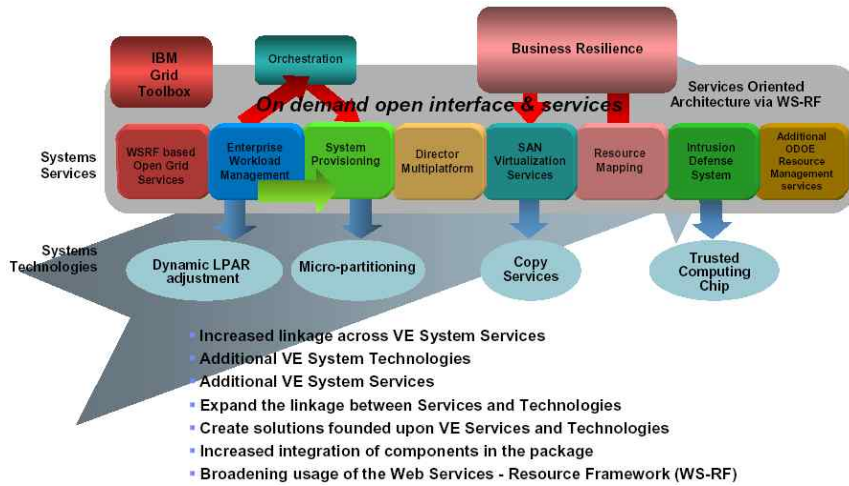 IBM
Grid
Toolbox
Orchestration
Business Resilience
On demand open interface & services
Services Oriented
Architecture via WS-RF
Systems
Services
WSRF based
Open Grid
Services
Enterprise
Workload
Management
System
Provisioning
Director
Multiplatform
SAN
Virtualization
Services
Resource
Mapping
Intrusion
Defense
System
Additional
ODOE
Resource
Management
services
Systems
Technologies
Dynamic LPAR
adjustment
Micro-partitioning
Copy
Services
Trusted
Computing
Chip
▪ Increased linkage across VE System Services
▪ Additional VE System Technologies
▪ Additional VE System Services
▪ Expand the linkage between Services and Technologies
▪ Create solutions founded upon VE Services and Technologies
▪ Increased integration of components in the package
▪ Broadening usage of the Web Services - Resource Framework (WS-RF)